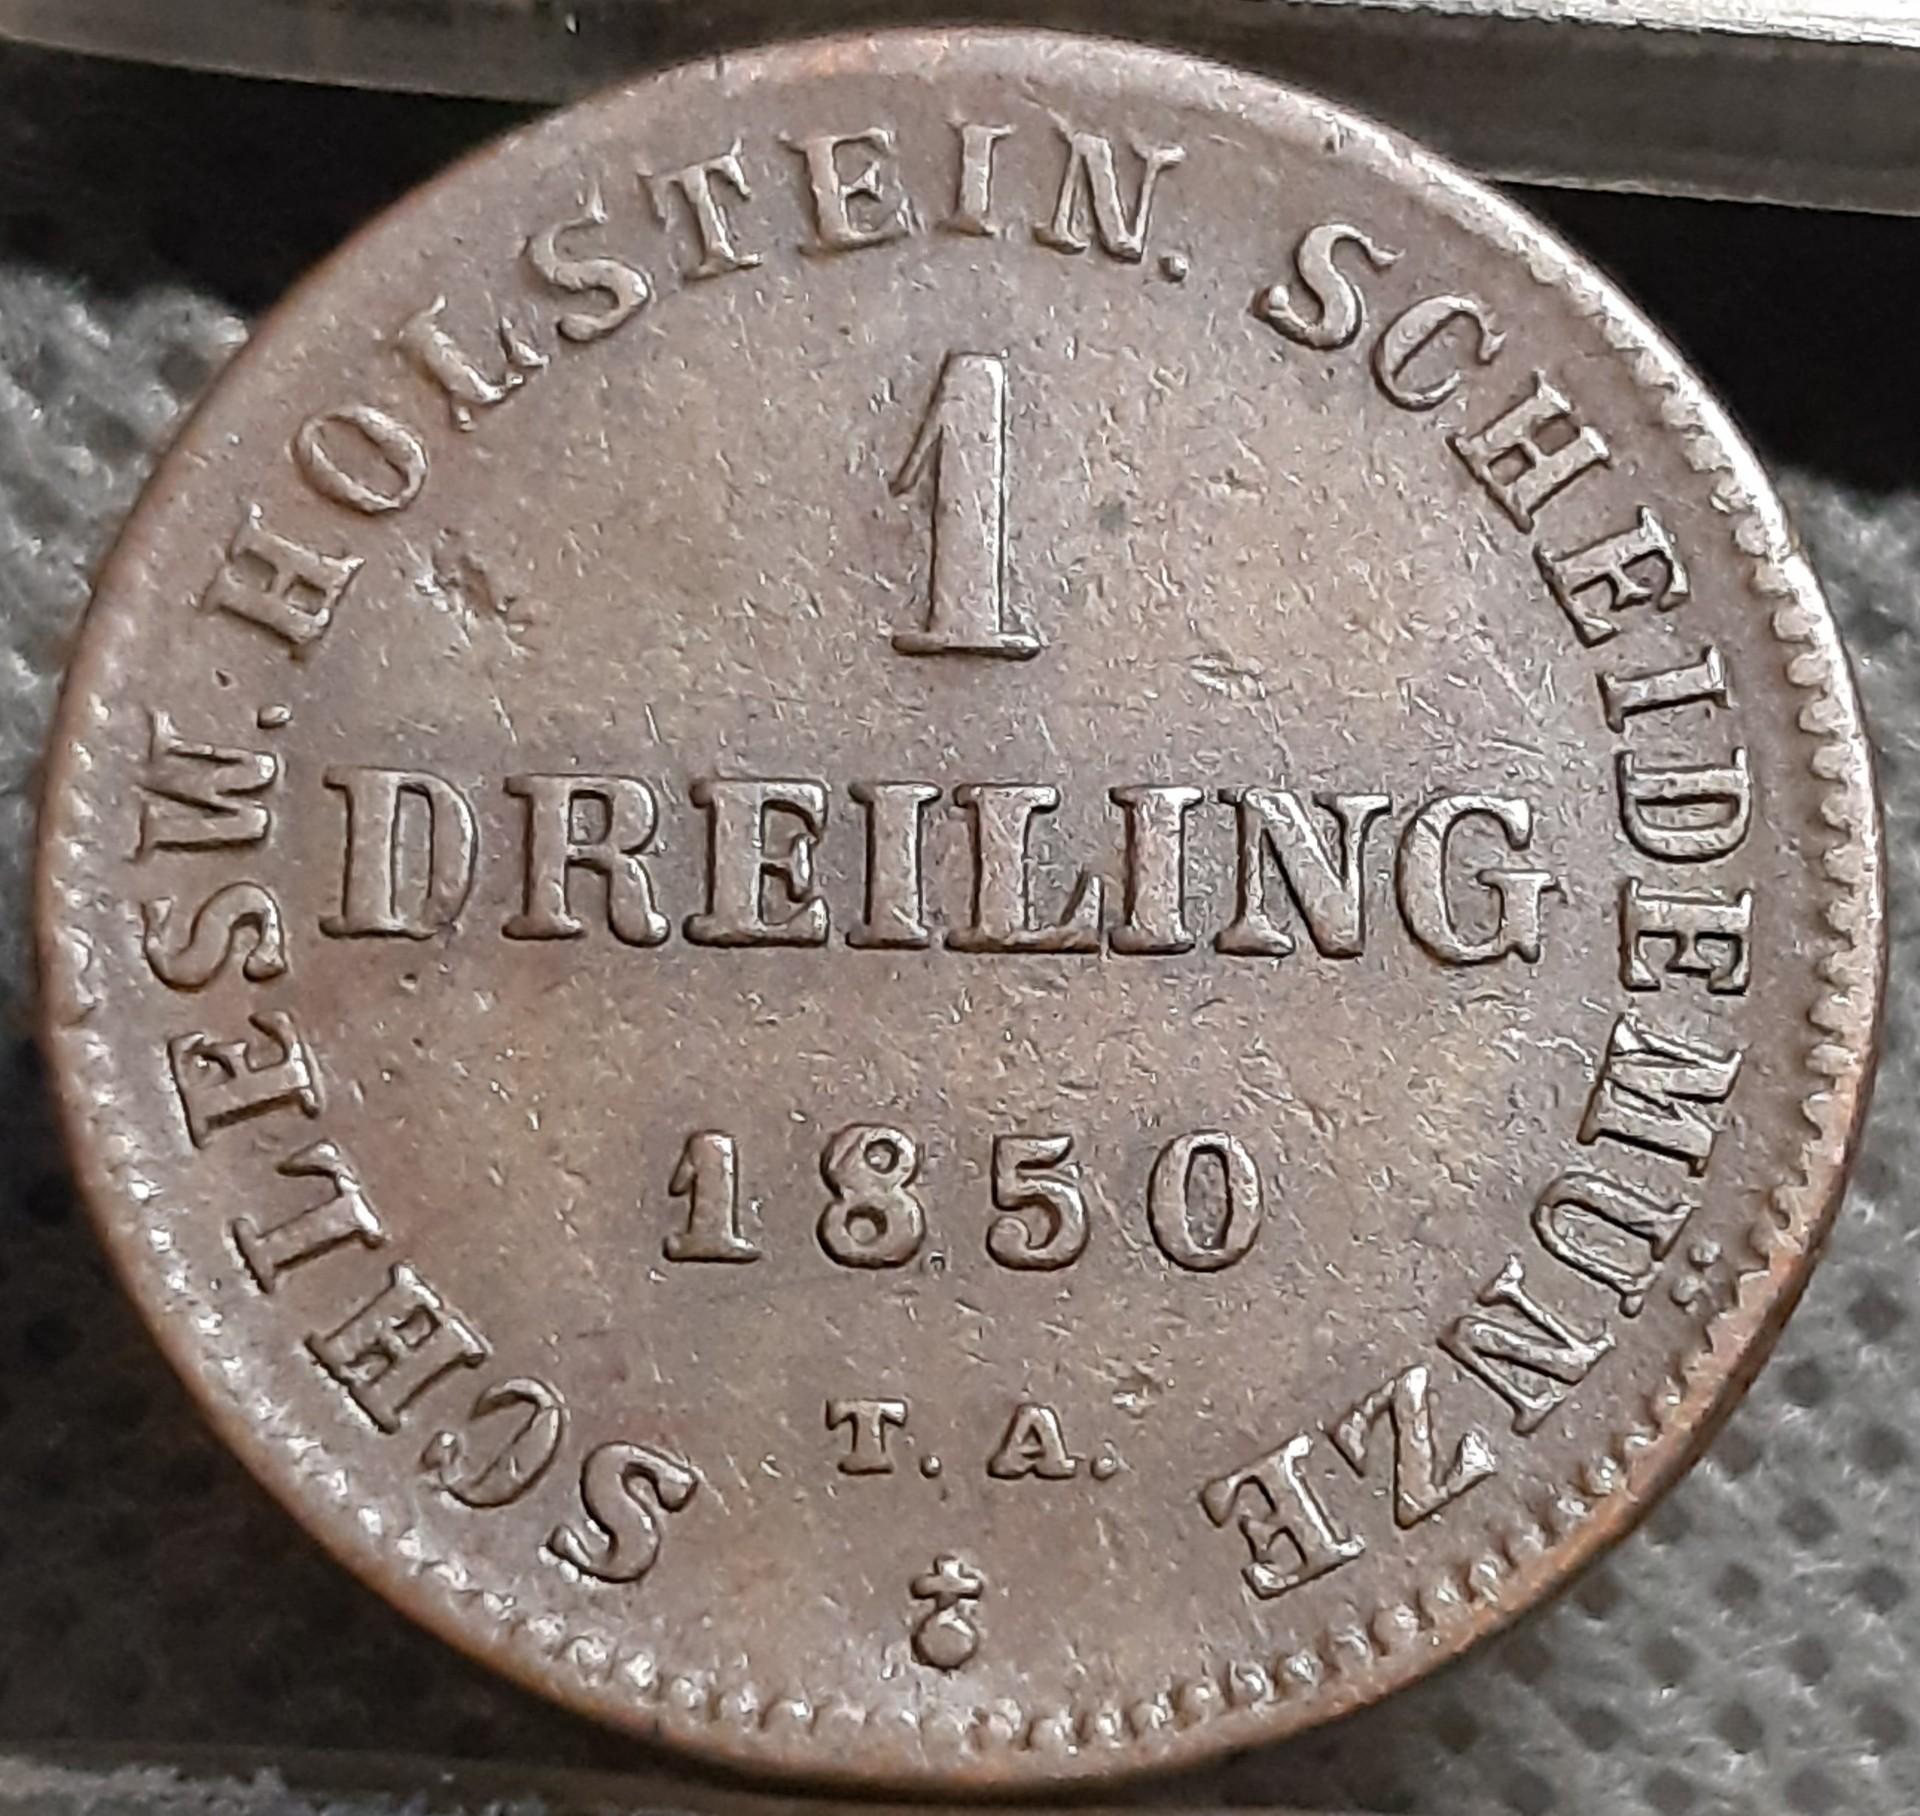 SCHLESW. HOLSTEIN. SCHEIDEMÜNZE
1
DREILING
1850
T. A.